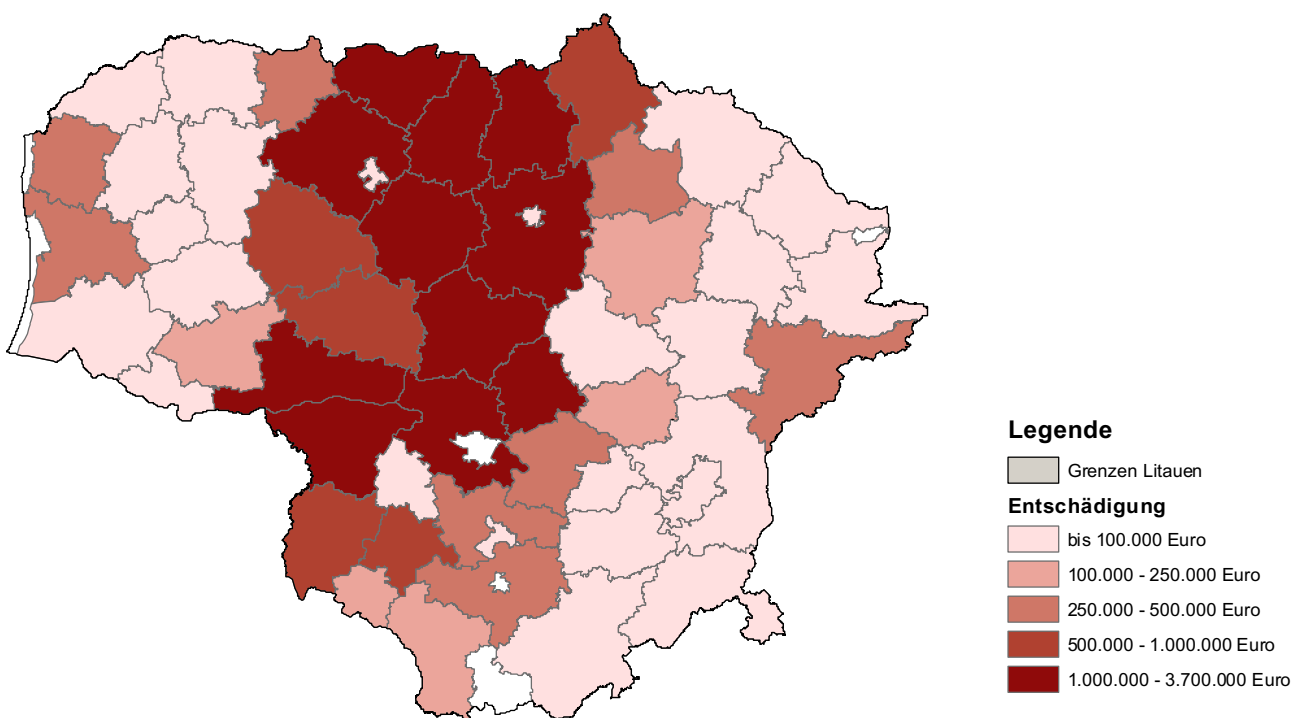 Legende
Grenzen Litauen
Entschädigung
bis 100.000 Euro
100.000 - 250.000 Euro
250.000 - 500.000 Euro
500.000 - 1.000.000 Euro
1.000.000 - 3.700.000 Euro